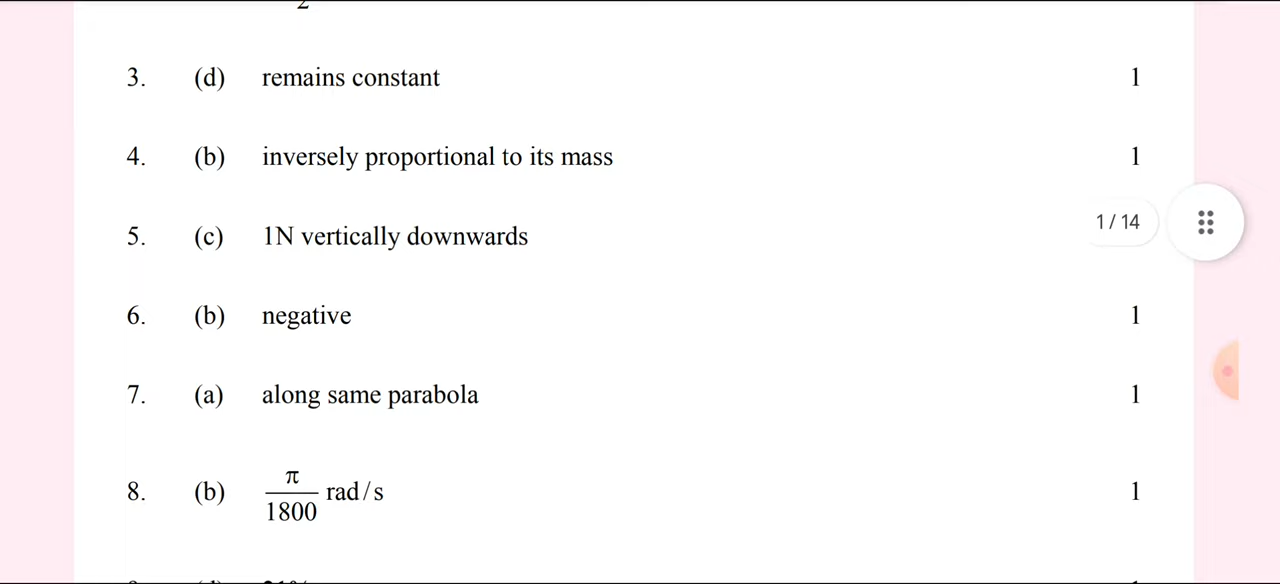 3. (d) remains constant 1
4. (b) inversely proportional to its mass 1
5. (c) 1N vertically downwards
1 / 14
6. (b) negative 1
7. (a) along same parabola 1
8. (b) π/1800 rad/s 1